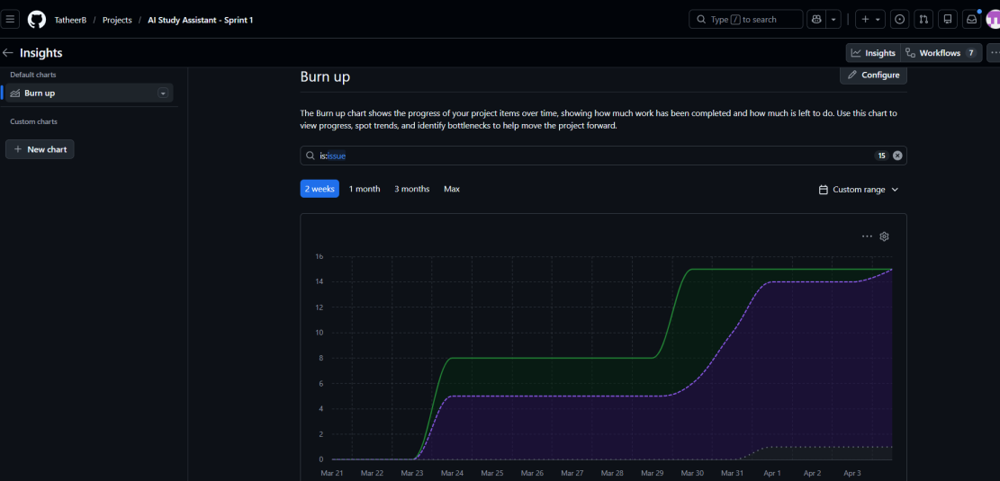 TatheerB / Projects / AI Study Assistant - Sprint 1
Type / to search
Insights
Insights
Workflows 7
Default charts
Burn up
Custom charts
New chart
Burn up
Configure
The Burn up chart shows the progress of your project items over time, showing how much work has been completed and how much is left to do. Use this chart to
view progress, spot trends, and identify bottlenecks to help move the project forward.
is:issue
15
2 weeks
1 month
3 months
Max
Custom range
16
14
12
10
8
6
4
2
0
Mar 21 Mar 22 Mar 23 Mar 24 Mar 25 Mar 26 Mar 27 Mar 28 Mar 29 Mar 30 Mar 31 Apr 1 Apr 2 Apr 3